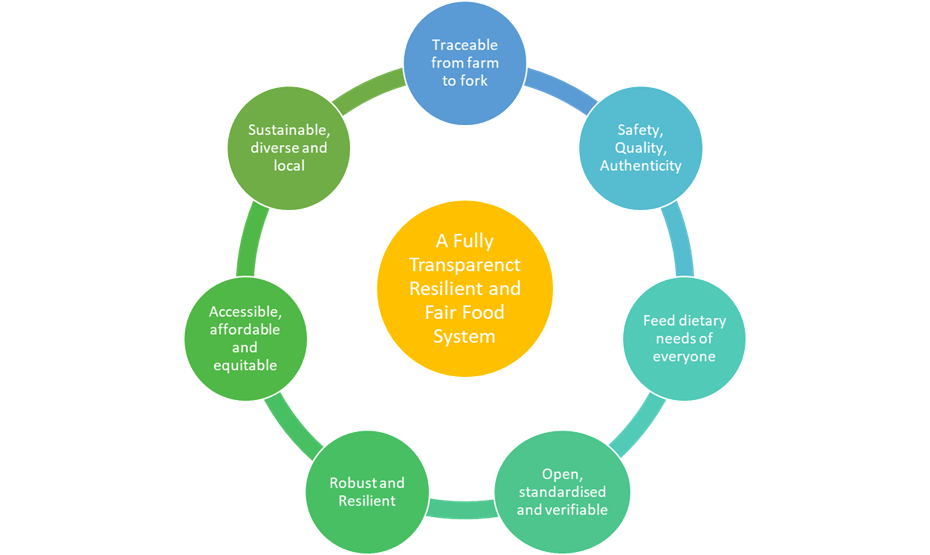 Traceable
from farm
to fork
Safety,
Quality,
Authenticity
Feed dietary
needs of
everyone
Open,
standardised
and verifiable
Robust and
Resilient
Accessible,
affordable
and
equitable
Sustainable,
diverse and
local
A Fully
Transparenct
Resilient and
Fair Food
System